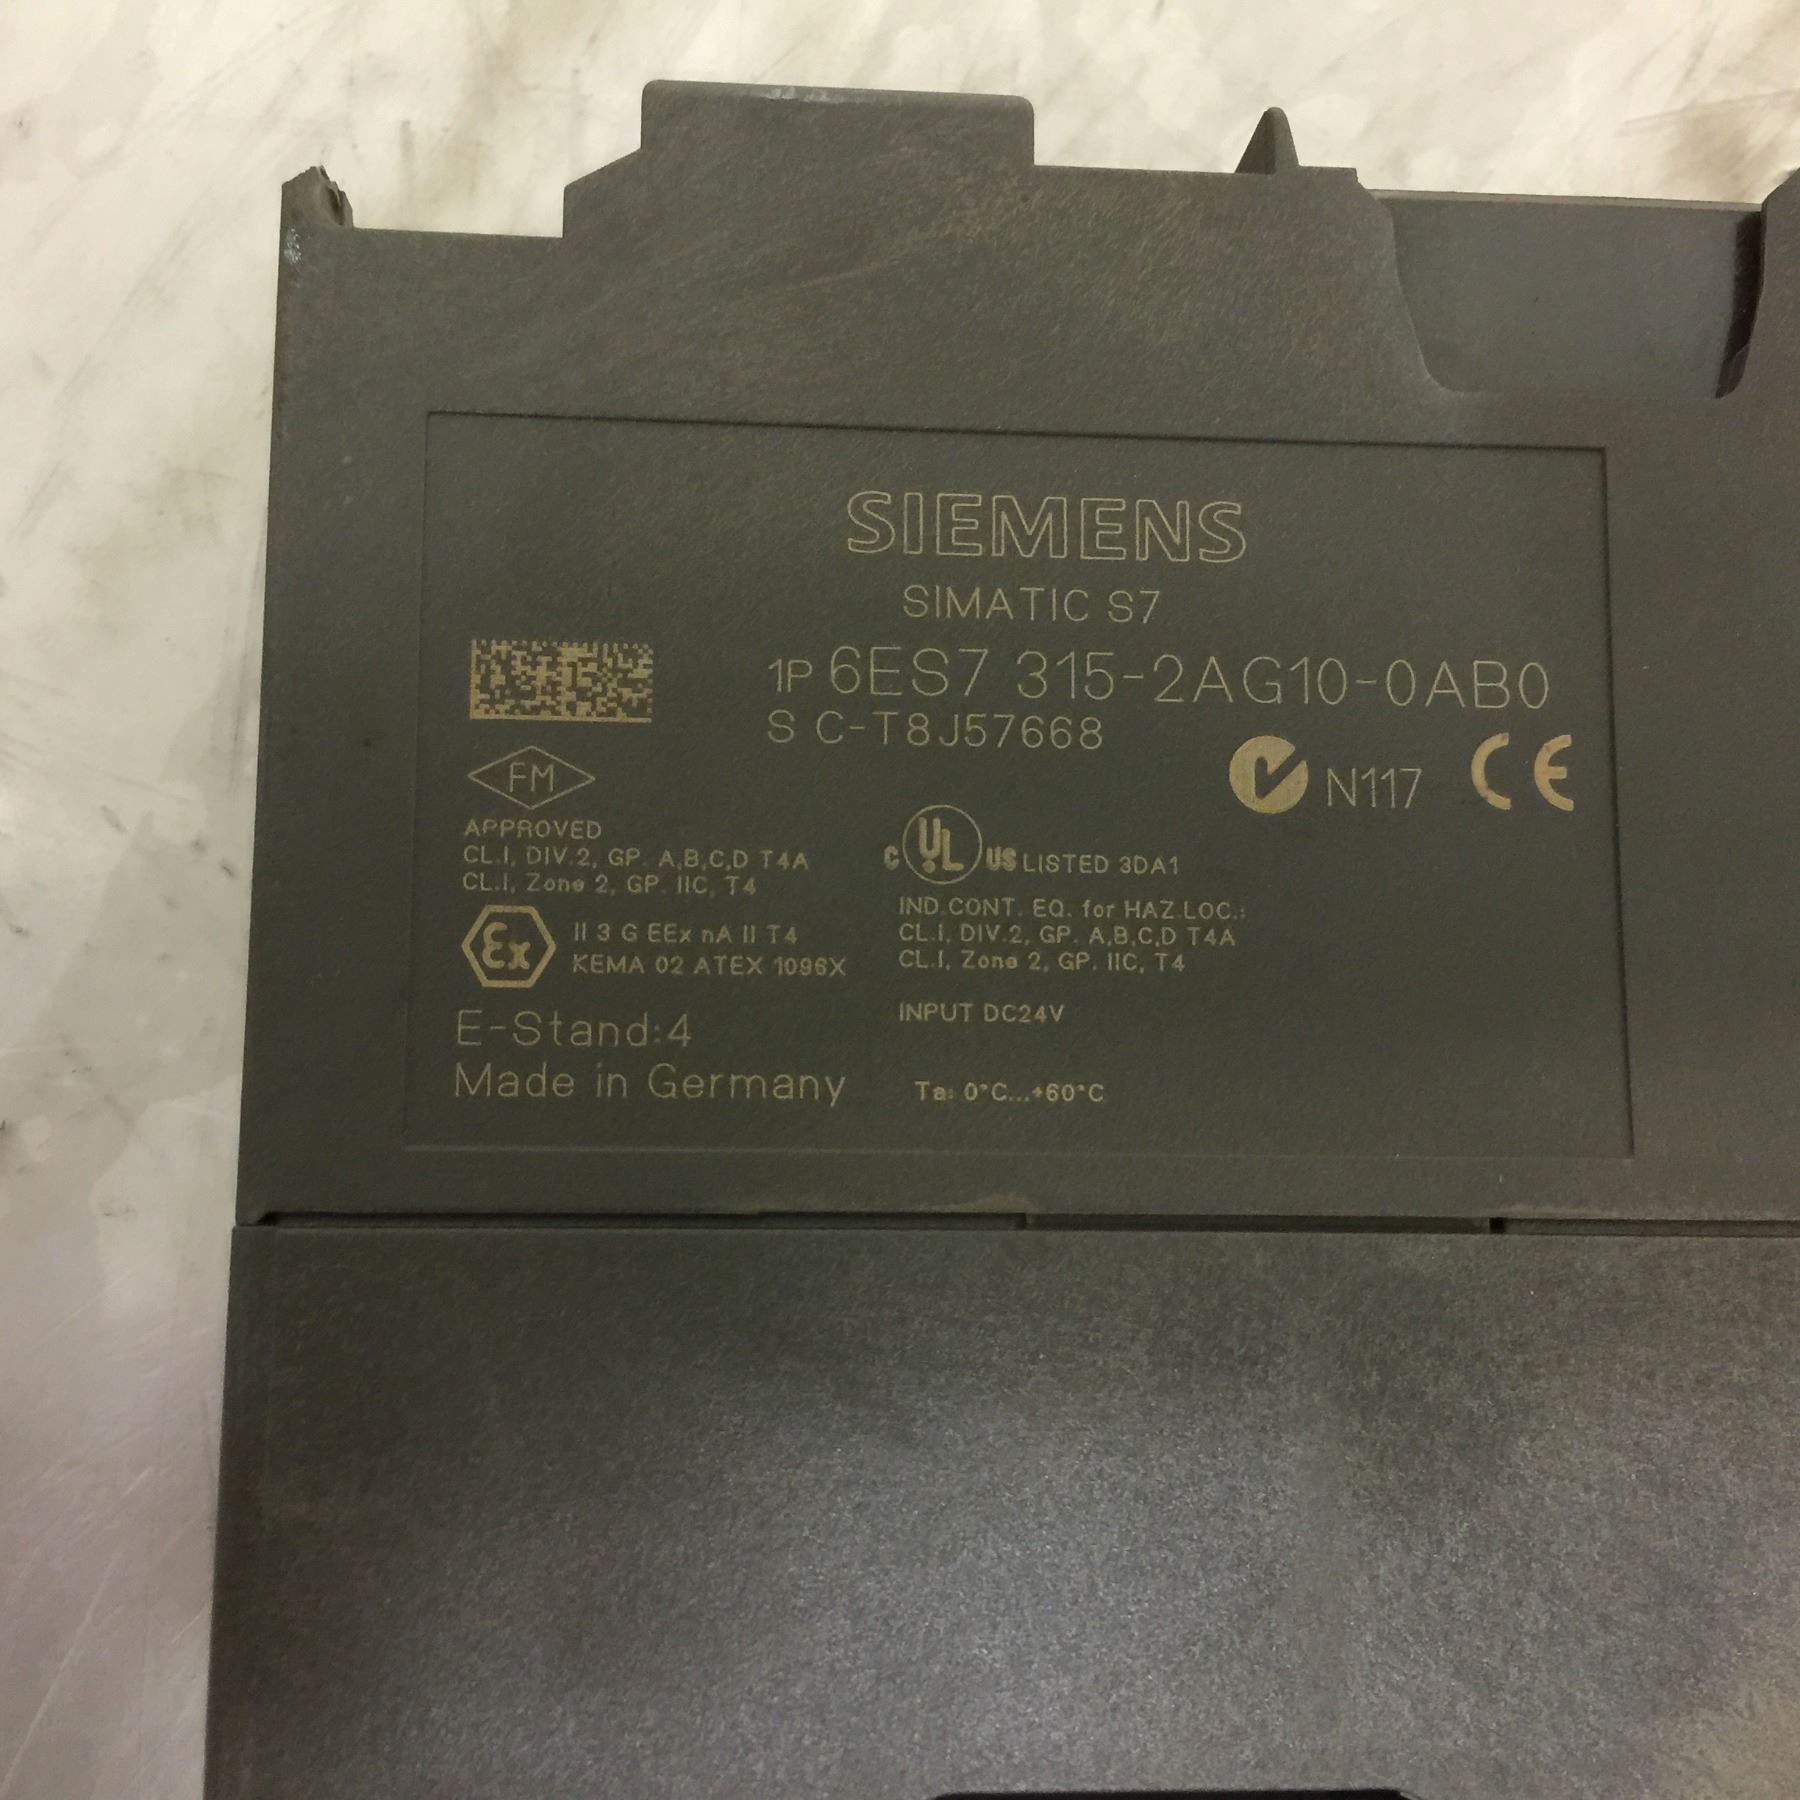 SIEMENS
SIMATIC S7
1P 6ES7 315-2AG10-0AB0
S C-T8J57668
FM
N117 CE
APPROVED
CL.I, DIV.2, GP. A,B,C,D T4A
CL.I, Zone 2, GP. IIC, T4
C UL US LISTED 3DA1
IND.CONT. EQ. for HAZ.LOC.:
CL.I, DIV.2, GP. A,B,C,D T4A
CL.I, Zone 2, GP. IIC, T4
Ex II 3 G EEx nA II T4
KEMA 02 ATEX 1096X
INPUT DC24V
E-Stand:4
Made in Germany
Ta: 0°C...+60°C